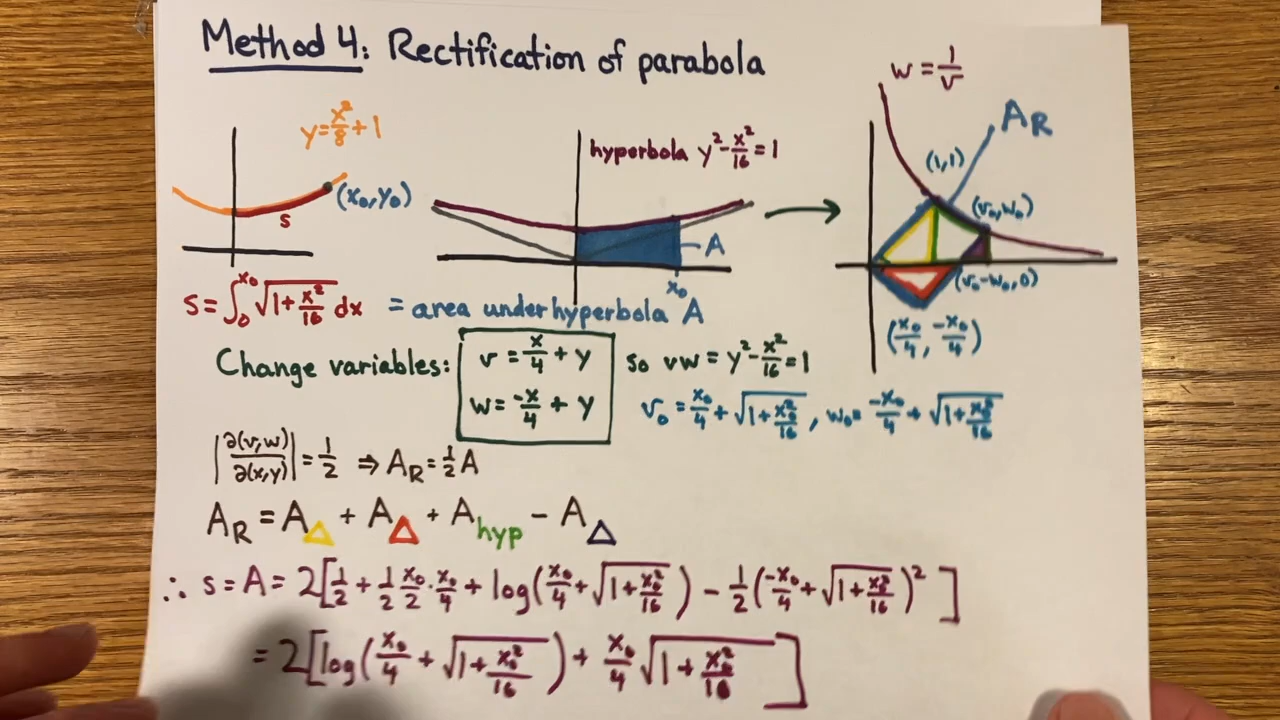 Method 4: Rectification of parabola
y = x²/8 + 1
(x₀, y₀)
s
hyperbola y² - x²/16 = 1
A
x₀
w = 1/v
A_R
(1,1)
(v₀, w₀)
(v₀-w₀, 0)
(x₀/4, -x₀/4)
s = ∫₀^x₀ √(1 + x²/16) dx = area under hyperbola A
Change variables: v = x/4 + y so vw = y² - x²/16 = 1
w = -x/4 + y v₀ = x₀/4 + √(1 + x₀²/16), w₀ = -x₀/4 + √(1 + x₀²/16)
|∂(v,w)/∂(x,y)| = 1/2 ⇒ A_R = 1/2 A
A_R = A_△ + A_△ + A_hyp - A_△
∴ s = A = 2[1/2 + 1/2 x₀/2 · x₀/4 + log(x₀/4 + √(1 + x₀²/16)) - 1/2(-x₀/4 + √(1 + x₀²/16))²]
= 2[log(x₀/4 + √(1 + x₀²/16)) + x₀/4 √(1 + x₀²/16)]